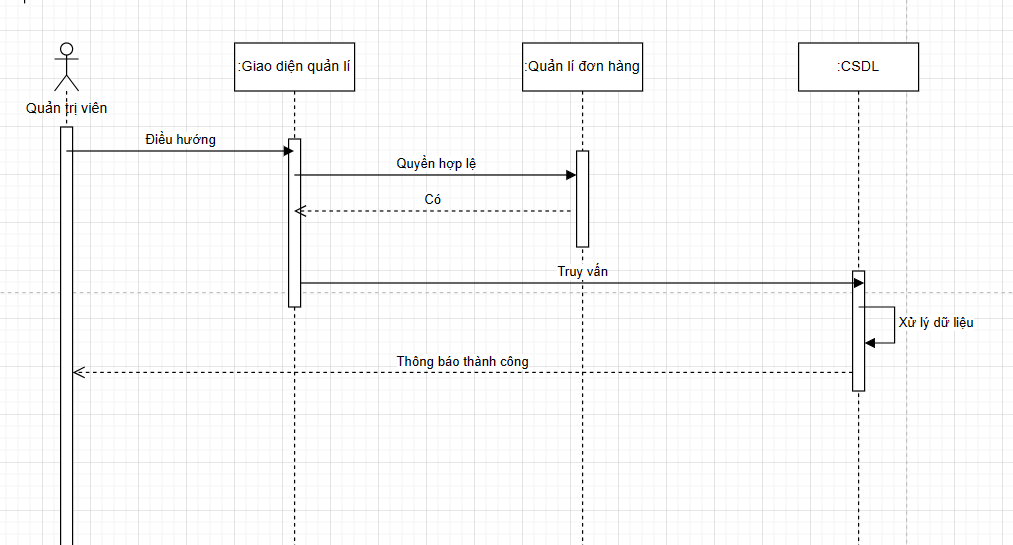 :Giao diện quản lí
:Quản lí đơn hàng
:CSDL
Quản trị viên
Điều hướng
Quyền hợp lệ
Có
Truy vấn
Xử lý dữ liệu
Thông báo thành công